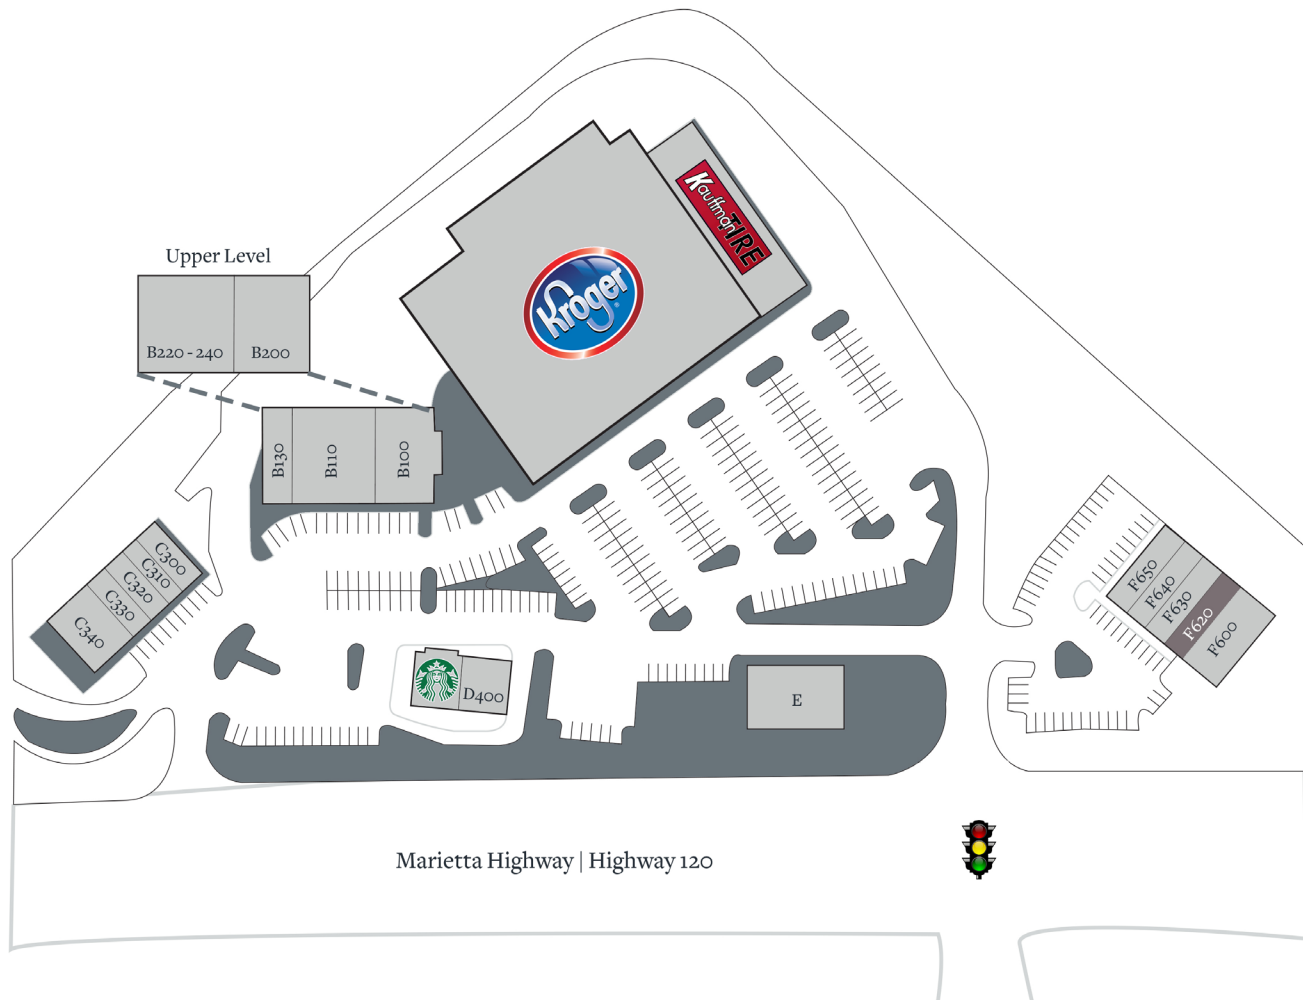 Kauffman
TIRE
Upper Level
Kroger
B220 - 240
B200
B130
B110
B100
C300
C310
C320
C330
C340
F650
F640
F630
F620
F600
D400
E
Marietta Highway | Highway 120